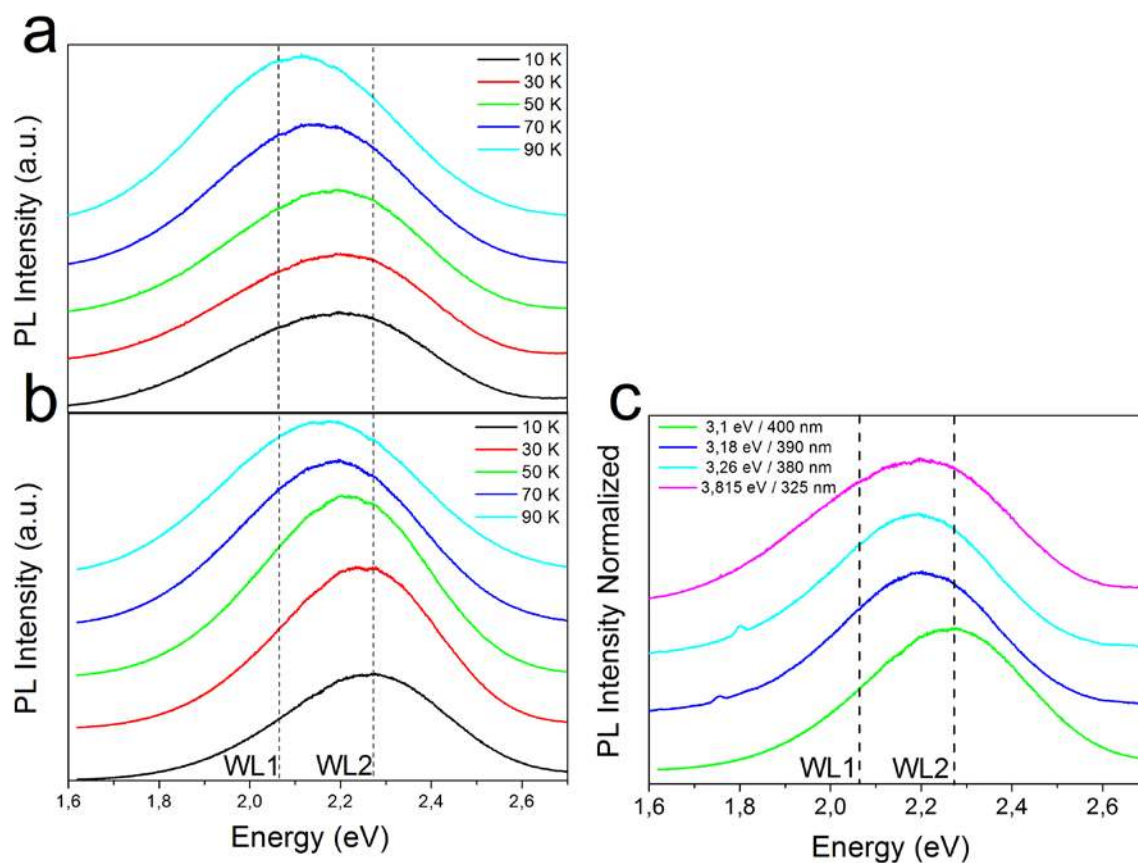 a
PL Intensity (a.u.)
10 K
30 K
50 K
70 K
90 K
b
PL Intensity (a.u.)
10 K
30 K
50 K
70 K
90 K
WL1 WL2
1,6 1,8 2,0 2,2 2,4 2,6
Energy (eV)
c
PL Intensity Normalized
3,1 eV / 400 nm
3,18 eV / 390 nm
3,26 eV / 380 nm
3,815 eV / 325 nm
WL1 WL2
1,6 1,8 2,0 2,2 2,4 2,6
Energy (eV)